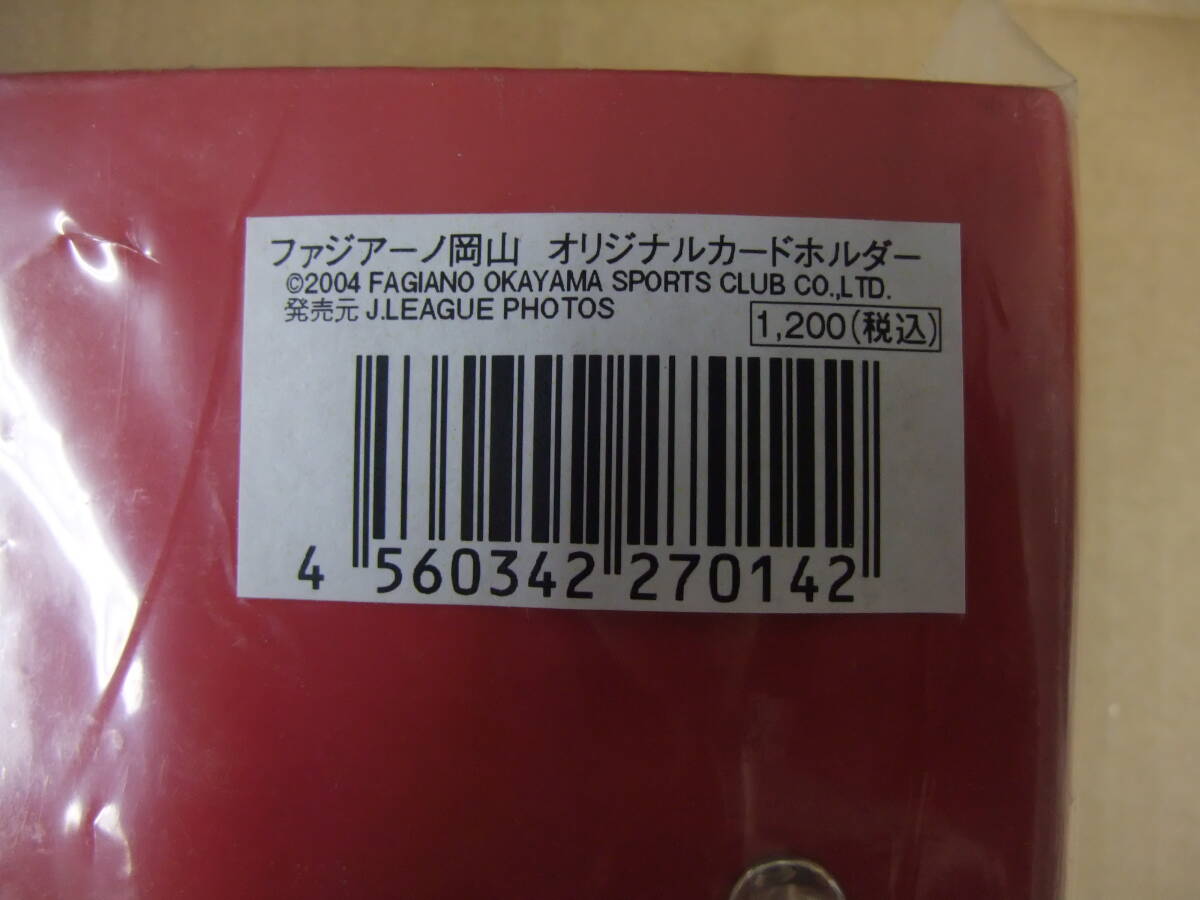 ファジアーノ岡山　オリジナルカードホルダー
©2004 FAGIANO OKAYAMA SPORTS CLUB CO.,LTD.
発売元 J.LEAGUE PHOTOS
1,200(税込)
4 560342 270142